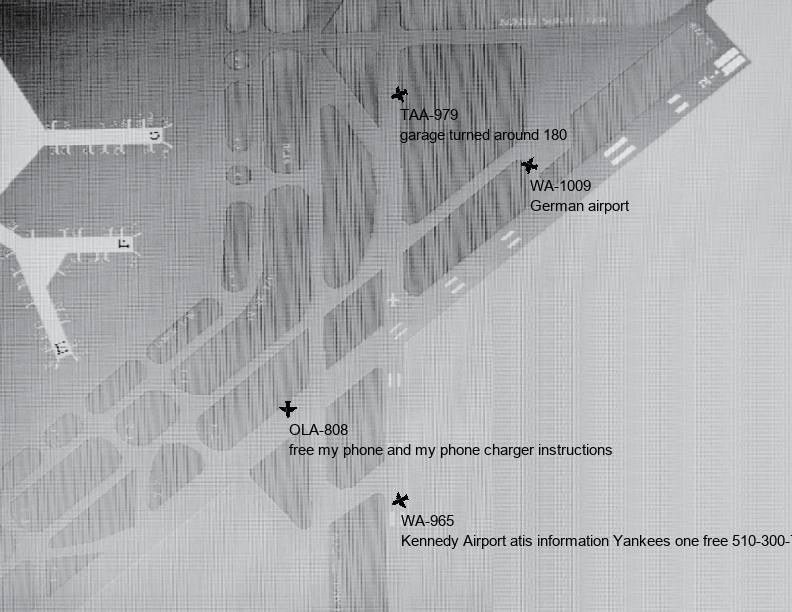 TAA-979
garage turned around 180
WA-1009
German airport
OLA-808
free my phone and my phone charger instructions
WA-965
Kennedy Airport atis information Yankees one free 510-300-